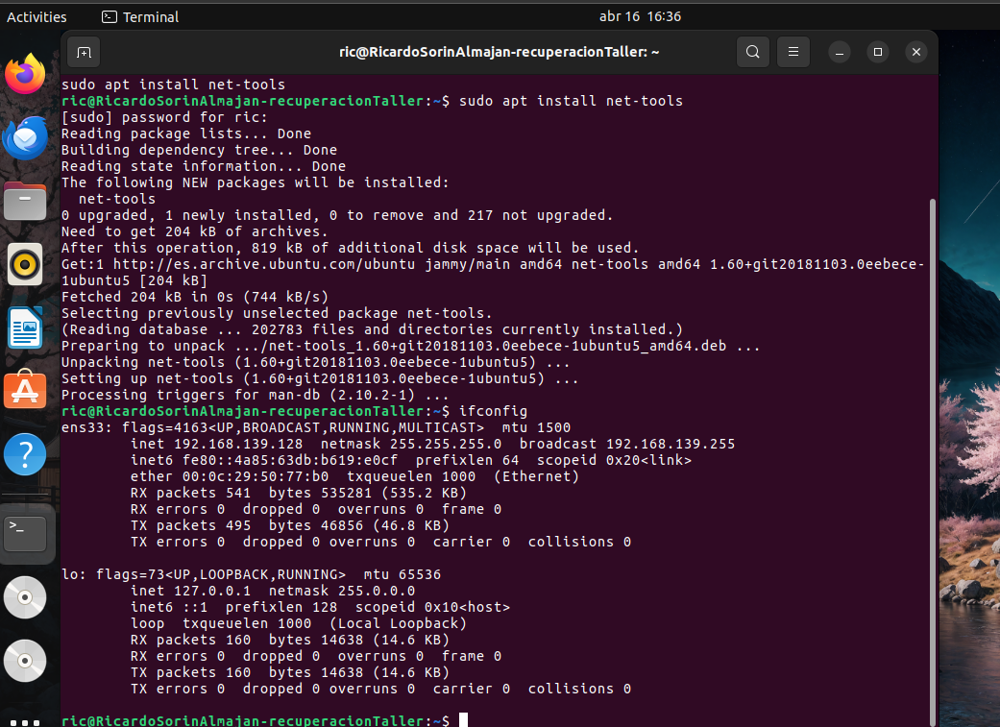 Activities
Terminal
abr 16 16:36
ric@RicardoSorinAlmajan-recuperacionTaller: ~
sudo apt install net-tools
ric@RicardoSorinAlmajan-recuperacionTaller:~$ sudo apt install net-tools
[sudo] password for ric:
Reading package lists... Done
Building dependency tree... Done
Reading state information... Done
The following NEW packages will be installed:
  net-tools
0 upgraded, 1 newly installed, 0 to remove and 217 not upgraded.
Need to get 204 kB of archives.
After this operation, 819 kB of additional disk space will be used.
Get:1 http://es.archive.ubuntu.com/ubuntu jammy/main amd64 net-tools amd64 1.60+git20181103.0eebece-
1ubuntu5 [204 kB]
Fetched 204 kB in 0s (744 kB/s)
Selecting previously unselected package net-tools.
(Reading database ... 202783 files and directories currently installed.)
Preparing to unpack .../net-tools_1.60+git20181103.0eebece-1ubuntu5_amd64.deb ...
Unpacking net-tools (1.60+git20181103.0eebece-1ubuntu5) ...
Setting up net-tools (1.60+git20181103.0eebece-1ubuntu5) ...
Processing triggers for man-db (2.10.2-1) ...
ric@RicardoSorinAlmajan-recuperacionTaller:~$ ifconfig
ens33: flags=4163<UP,BROADCAST,RUNNING,MULTICAST>  mtu 1500
        inet 192.168.139.128  netmask 255.255.255.0  broadcast 192.168.139.255
        inet6 fe80::4a85:63db:b619:e0cf  prefixlen 64  scopeid 0x20<link>
        ether 00:0c:29:50:77:b0  txqueuelen 1000  (Ethernet)
        RX packets 541  bytes 535281 (535.2 KB)
        RX errors 0  dropped 0  overruns 0  frame 0
        TX packets 495  bytes 46856 (46.8 KB)
        TX errors 0  dropped 0 overruns 0  carrier 0  collisions 0
lo: flags=73<UP,LOOPBACK,RUNNING>  mtu 65536
        inet 127.0.0.1  netmask 255.0.0.0
        inet6 ::1  prefixlen 128  scopeid 0x10<host>
        loop  txqueuelen 1000  (Local Loopback)
        RX packets 160  bytes 14638 (14.6 KB)
        RX errors 0  dropped 0  overruns 0  frame 0
        TX packets 160  bytes 14638 (14.6 KB)
        TX errors 0  dropped 0 overruns 0  carrier 0  collisions 0
ric@RicardoSorinAlmajan-recuperacionTaller:~$